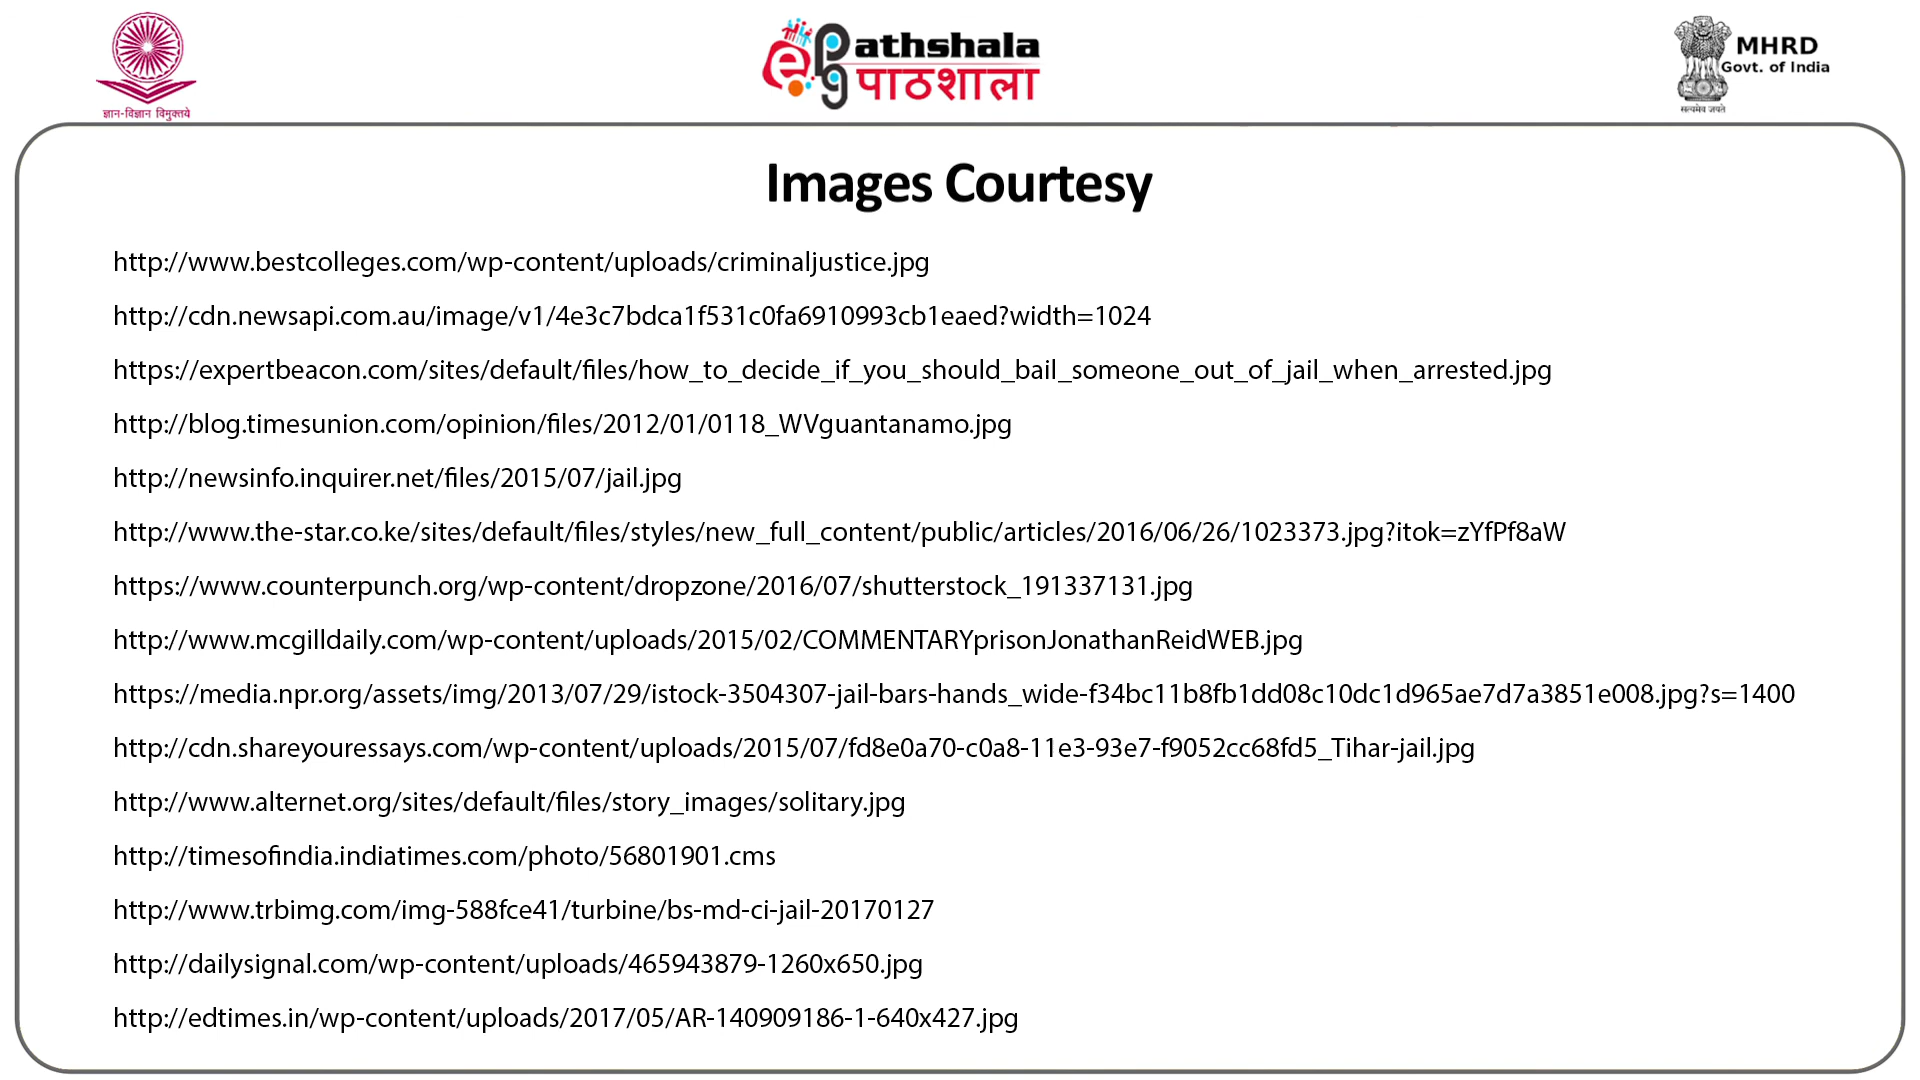 ज्ञान-विज्ञान विमुक्तये
ePG Pathshala
पाठशाला
MHRD
Govt. of India
सत्यमेव जयते
Images Courtesy
http://www.bestcolleges.com/wp-content/uploads/criminaljustice.jpg
http://cdn.newsapi.com.au/image/v1/4e3c7bdca1f531c0fa6910993cb1eaed?width=1024
https://expertbeacon.com/sites/default/files/how_to_decide_if_you_should_bail_someone_out_of_jail_when_arrested.jpg
http://blog.timesunion.com/opinion/files/2012/01/0118_WVguantanamo.jpg
http://newsinfo.inquirer.net/files/2015/07/jail.jpg
http://www.the-star.co.ke/sites/default/files/styles/new_full_content/public/articles/2016/06/26/1023373.jpg?itok=zYfPf8aW
https://www.counterpunch.org/wp-content/dropzone/2016/07/shutterstock_191337131.jpg
http://www.mcgilldaily.com/wp-content/uploads/2015/02/COMMENTARYprisonJonathanReidWEB.jpg
https://media.npr.org/assets/img/2013/07/29/istock-3504307-jail-bars-hands_wide-f34bc11b8fb1dd08c10dc1d965ae7d7a3851e008.jpg?s=1400
http://cdn.shareyouressays.com/wp-content/uploads/2015/07/fd8e0a70-c0a8-11e3-93e7-f9052cc68fd5_Tihar-jail.jpg
http://www.alternet.org/sites/default/files/story_images/solitary.jpg
http://timesofindia.indiatimes.com/photo/56801901.cms
http://www.trbimg.com/img-588fce41/turbine/bs-md-ci-jail-20170127
http://dailysignal.com/wp-content/uploads/465943879-1260x650.jpg
http://edtimes.in/wp-content/uploads/2017/05/AR-140909186-1-640x427.jpg